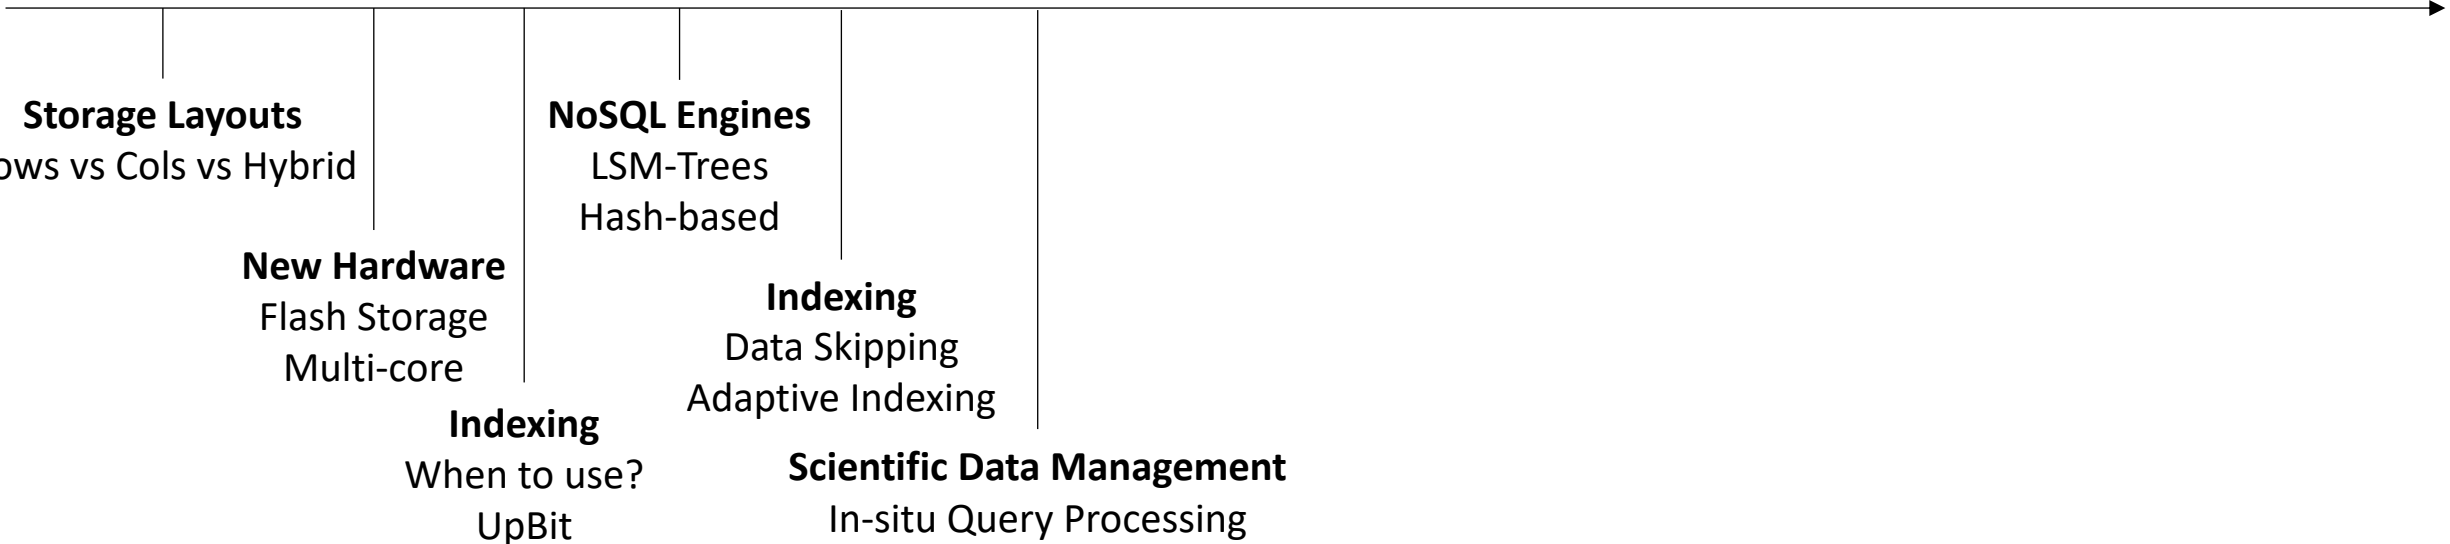 Storage Layouts
ows vs Cols vs Hybrid
New Hardware
Flash Storage
Multi-core
Indexing
When to use?
UpBit
NoSQL Engines
LSM-Trees
Hash-based
Indexing
Data Skipping
Adaptive Indexing
Scientific Data Management
In-situ Query Processing